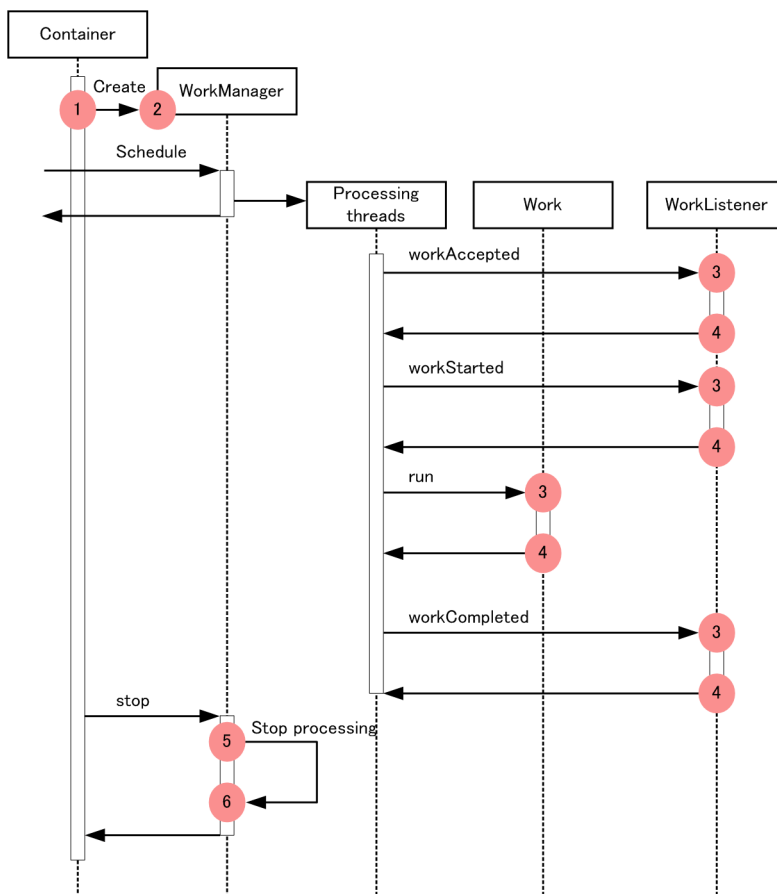 Container
Create
WorkManager
1
2
Schedule
Processing
threads
Work
WorkListener
workAccepted
3
4
workStarted
3
4
run
3
4
workCompleted
3
4
stop
Stop processing
5
6